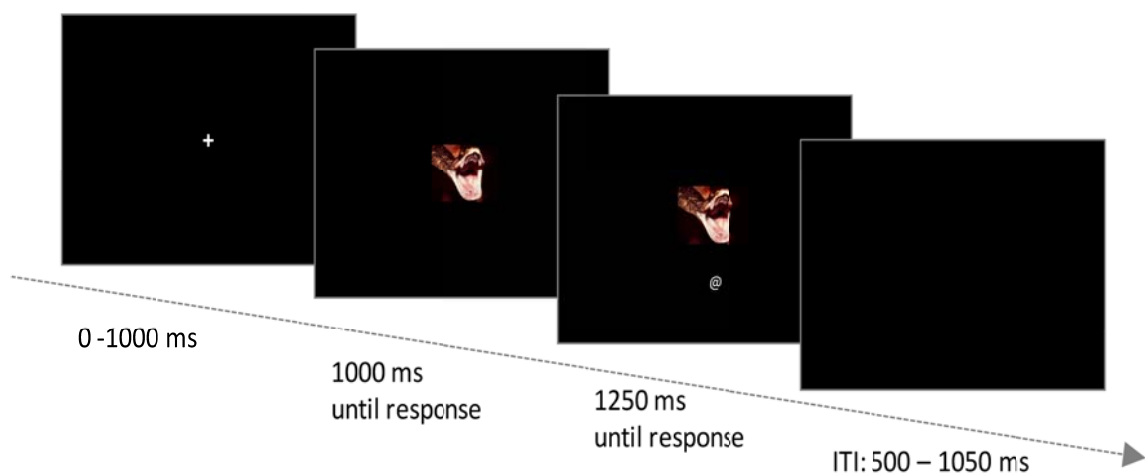 +
@
0 -1000 ms
1000 ms
until response
1250 ms
until response
ITI: 500 – 1050 ms